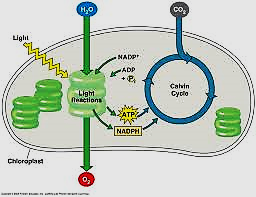 H₂O
CO₂
Light
NADP⁺
ADP
+ Pᵢ
Light
Reactions
Calvin
Cycle
ATP
NADPH
Chloroplast
O₂